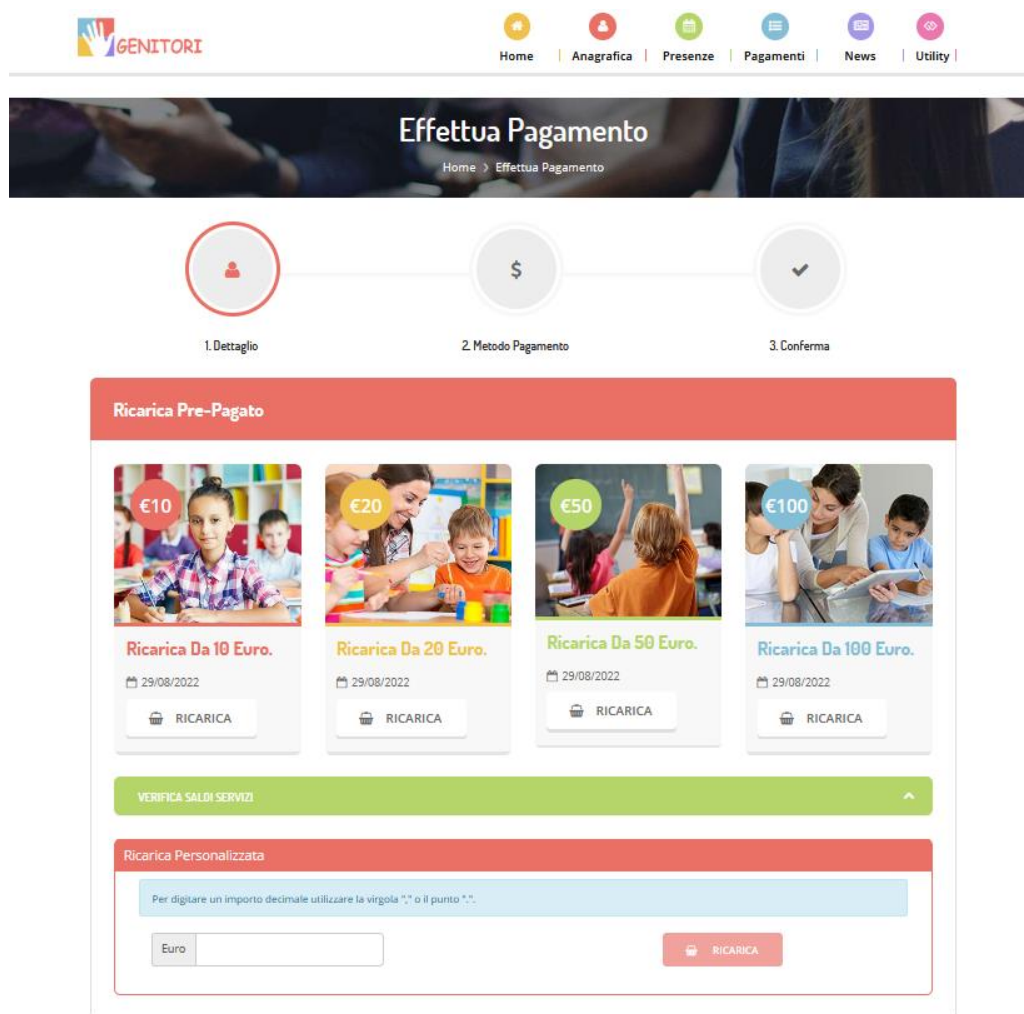 GENITORI
Home | Anagrafica | Presenze | Pagamenti | News | Utility |
Effettua Pagamento
Home > Effettua Pagamento
$
1. Dettaglio 2. Metodo Pagamento 3. Conferma
Ricarica Pre-Pagato
€10 €20 €50 €100
Ricarica Da 10 Euro. Ricarica Da 20 Euro. Ricarica Da 50 Euro. Ricarica Da 100 Euro.
29/08/2022 29/08/2022 29/08/2022 29/08/2022
RICARICA RICARICA RICARICA RICARICA
VERIFICA SALDI SERVIZI
Ricarica Personalizzata
Per digitare un importo decimale utilizzare la virgola "," o il punto ".".
Euro RICARICA